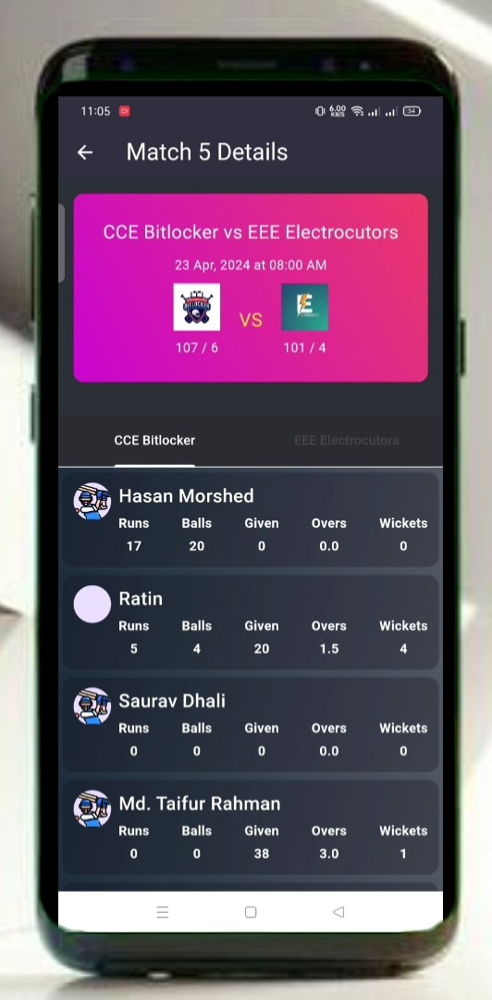 11:05
6.00
KB/S
34
Match 5 Details
CCE Bitlocker vs EEE Electrocutors
23 Apr, 2024 at 08:00 AM
BITLOCKER
E
VS
107 / 6
101 / 4
CCE Bitlocker
EEE Electrocutors
Hasan Morshed
Runs Balls Given Overs Wickets
17 20 0 0.0 0
Ratin
Runs Balls Given Overs Wickets
5 4 20 1.5 4
Saurav Dhali
Runs Balls Given Overs Wickets
0 0 0 0.0 0
Md. Taifur Rahman
Runs Balls Given Overs Wickets
0 0 38 3.0 1